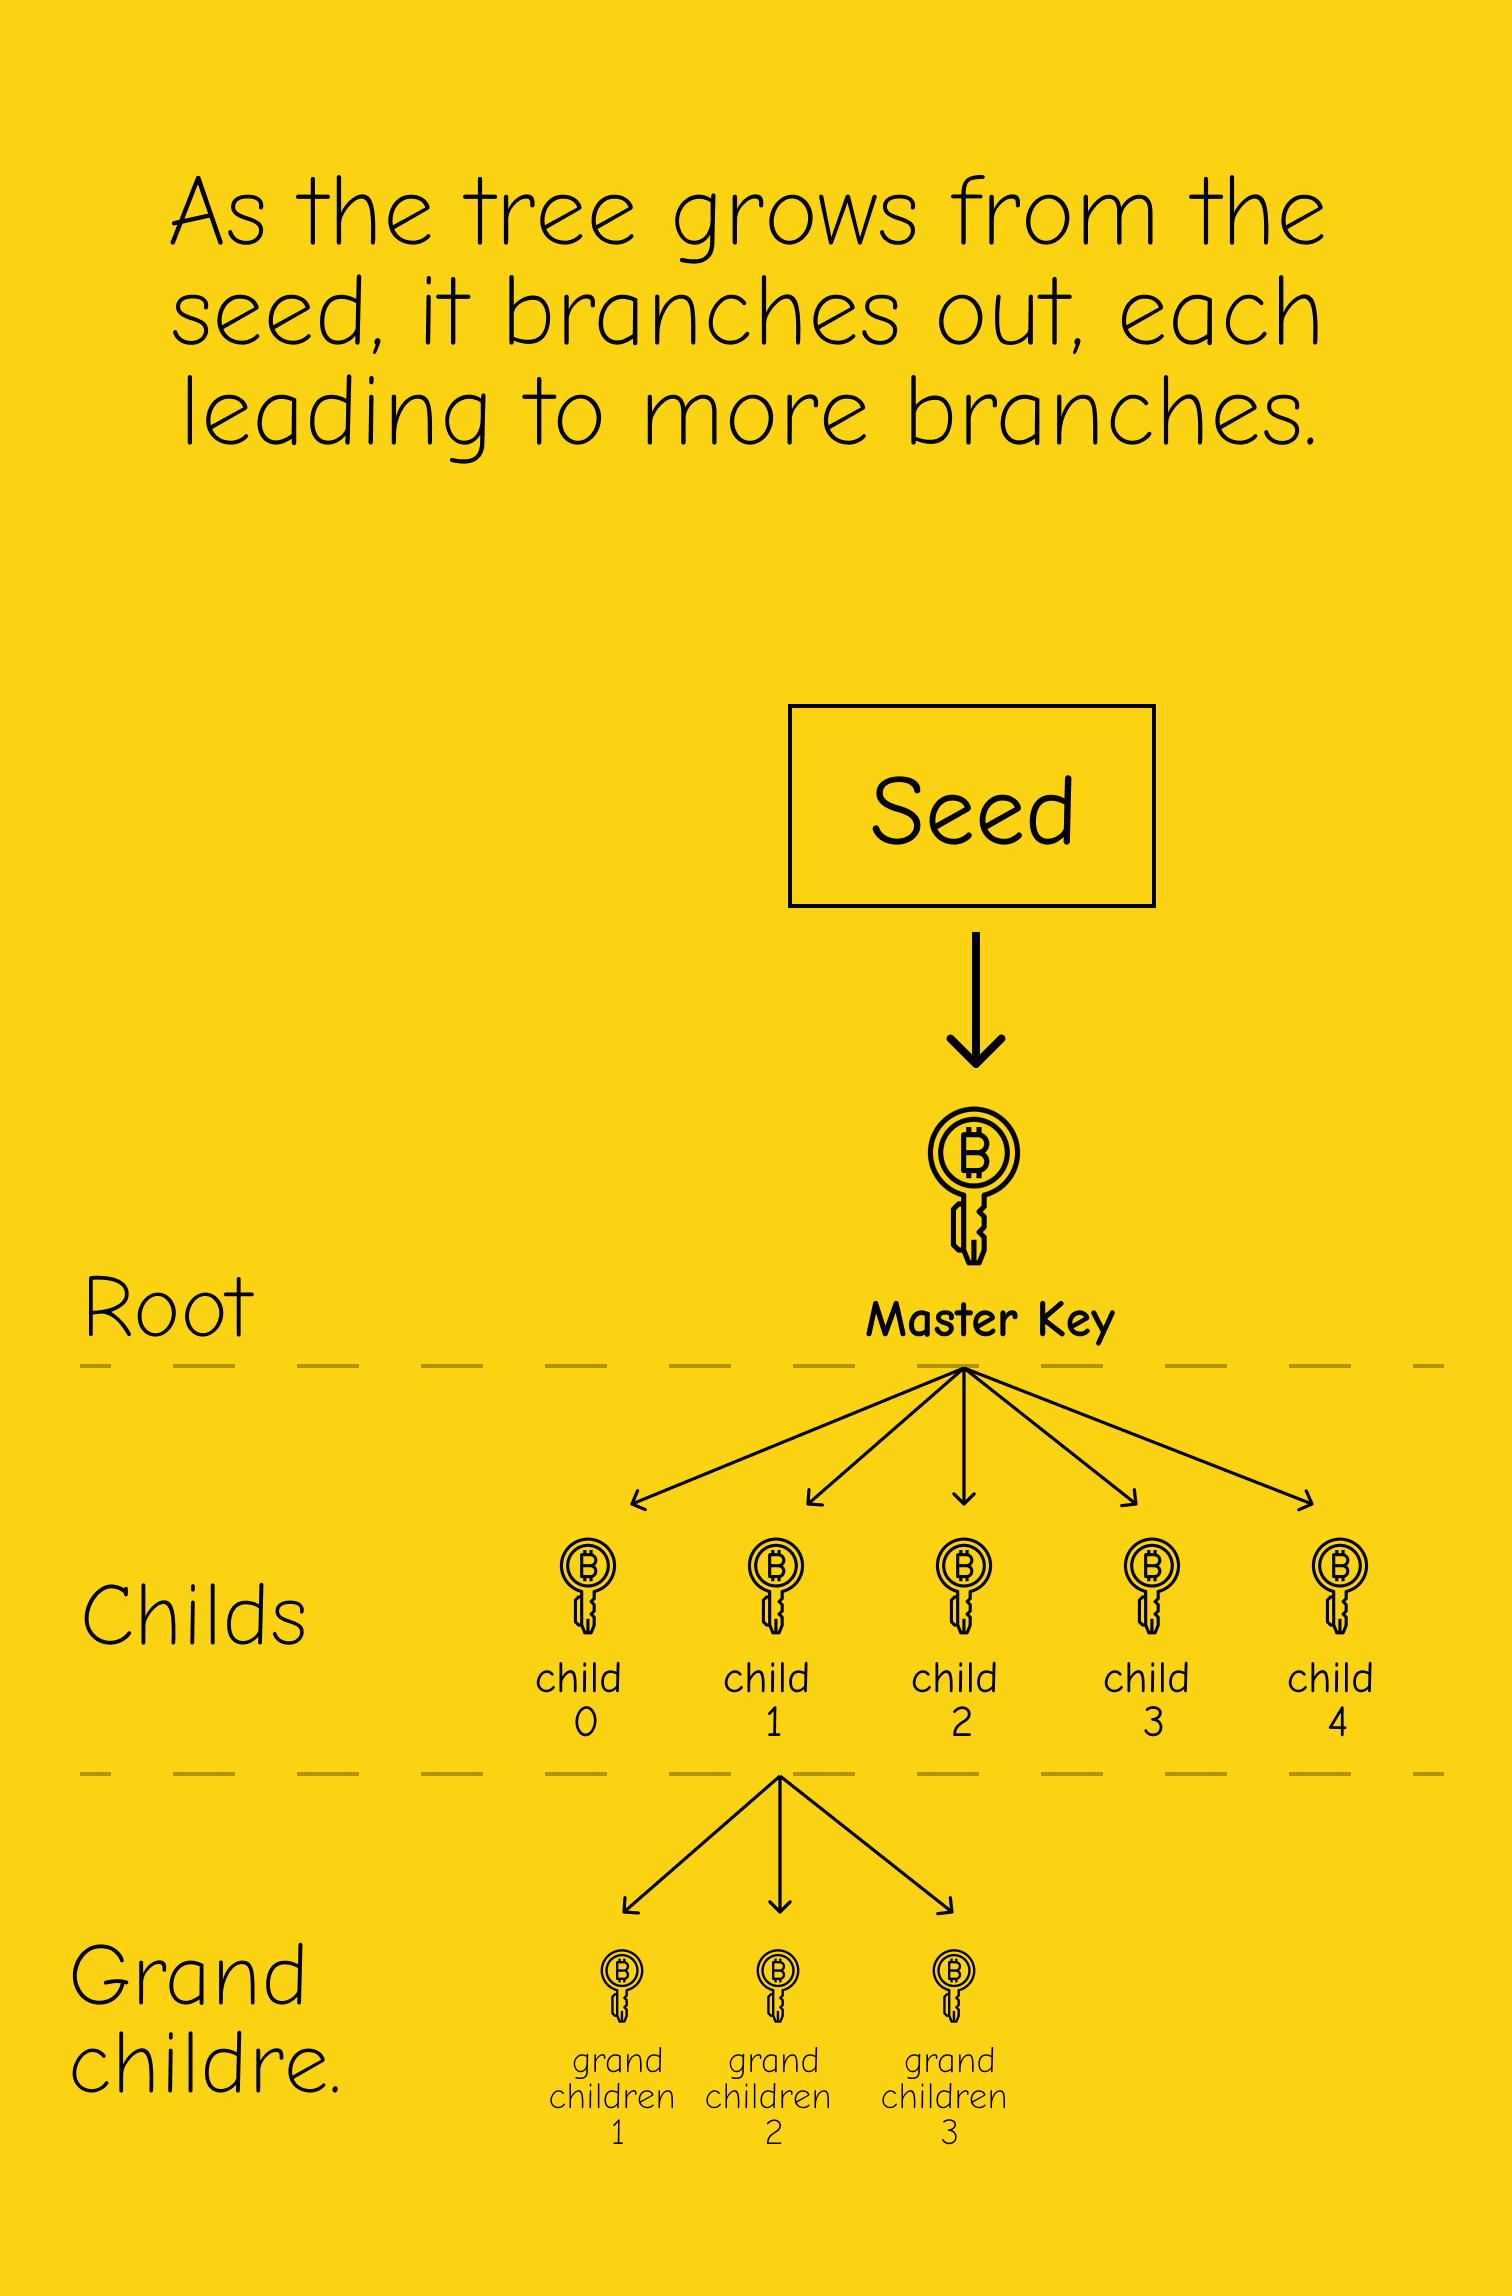 As the tree grows from the
seed, it branches out, each
leading to more branches.
Seed
Root
Master Key
Childs
child child child child child
0 1 2 3 4
Grand
childre.
grand grand grand
children children children
1 2 3